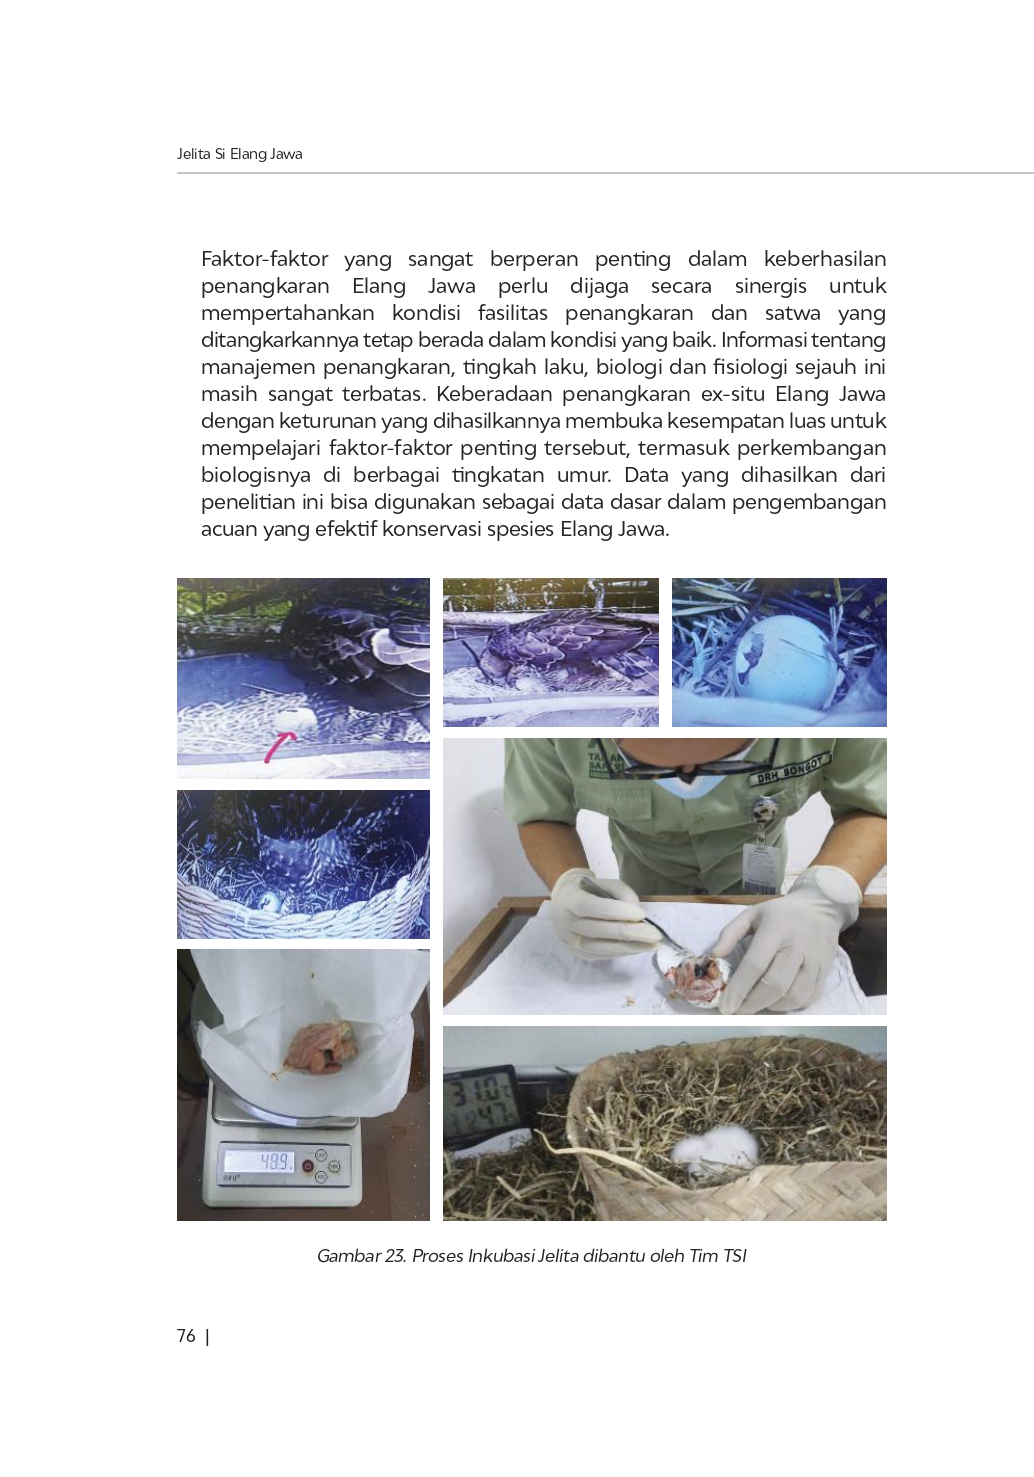 Jelita Si Elang Jawa
Faktor-faktor yang sangat berperan penting dalam keberhasilan
penangkaran Elang Jawa perlu dijaga secara sinergis untuk
mempertahankan kondisi fasilitas penangkaran dan satwa yang
ditangkarkannya tetap berada dalam kondisi yang baik. Informasi tentang
manajemen penangkaran, tingkah laku, biologi dan fisiologi sejauh ini
masih sangat terbatas. Keberadaan penangkaran ex-situ Elang Jawa
dengan keturunan yang dihasilkannya membuka kesempatan luas untuk
mempelajari faktor-faktor penting tersebut, termasuk perkembangan
biologisnya di berbagai tingkatan umur. Data yang dihasilkan dari
penelitian ini bisa digunakan sebagai data dasar dalam pengembangan
acuan yang efektif konservasi spesies Elang Jawa.
DRH BONGOT
49.9
31.0
47
Gambar 23. Proses Inkubasi Jelita dibantu oleh Tim TSI
76 |